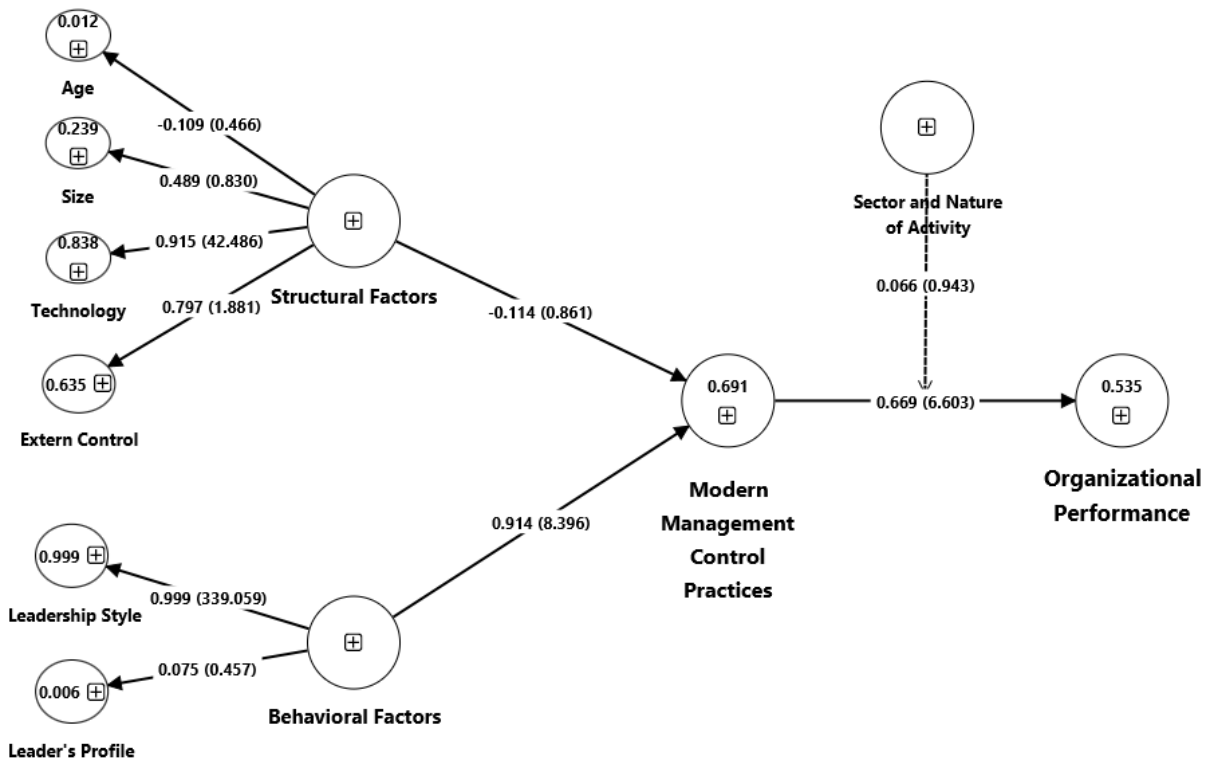 0.012
Age
-0.109 (0.466)
0.239
Size
0.489 (0.830)
0.838
Technology
0.915 (42.486)
0.635
Extern Control
0.797 (1.881)
Structural Factors
-0.114 (0.861)
Sector and Nature
of Activity
0.066 (0.943)
0.691
Modern
Management
Control
Practices
0.669 (6.603)
0.535
Organizational
Performance
0.914 (8.396)
0.999
Leadership Style
0.999 (339.059)
0.006
Leader's Profile
0.075 (0.457)
Behavioral Factors